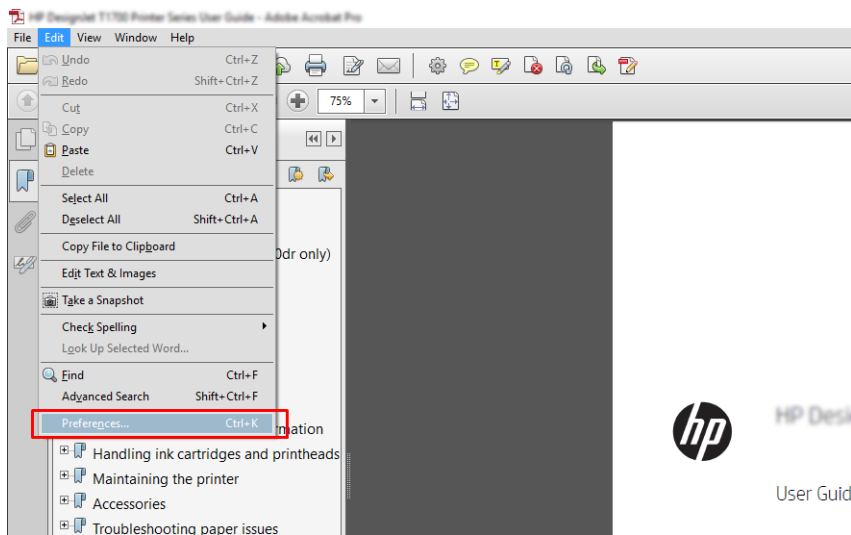 HP DesignJet T1700 Printer Series User Guide - Adobe Acrobat Pro
File Edit View Window Help
Undo Ctrl+Z
Redo Shift+Ctrl+Z
75%
Cut Ctrl+X
Copy Ctrl+C
Paste Ctrl+V
Delete
Select All Ctrl+A
Deselect All Shift+Ctrl+A
Copy File to Clipboard
0dr only)
Edit Text & Images
Take a Snapshot
Check Spelling
Look Up Selected Word...
Find Ctrl+F
Advanced Search Shift+Ctrl+F
Preferences... Ctrl+K
rmation
hp
HP Desi
Handling ink cartridges and printheads
Maintaining the printer
User Guid
Accessories
Troubleshooting paper issues